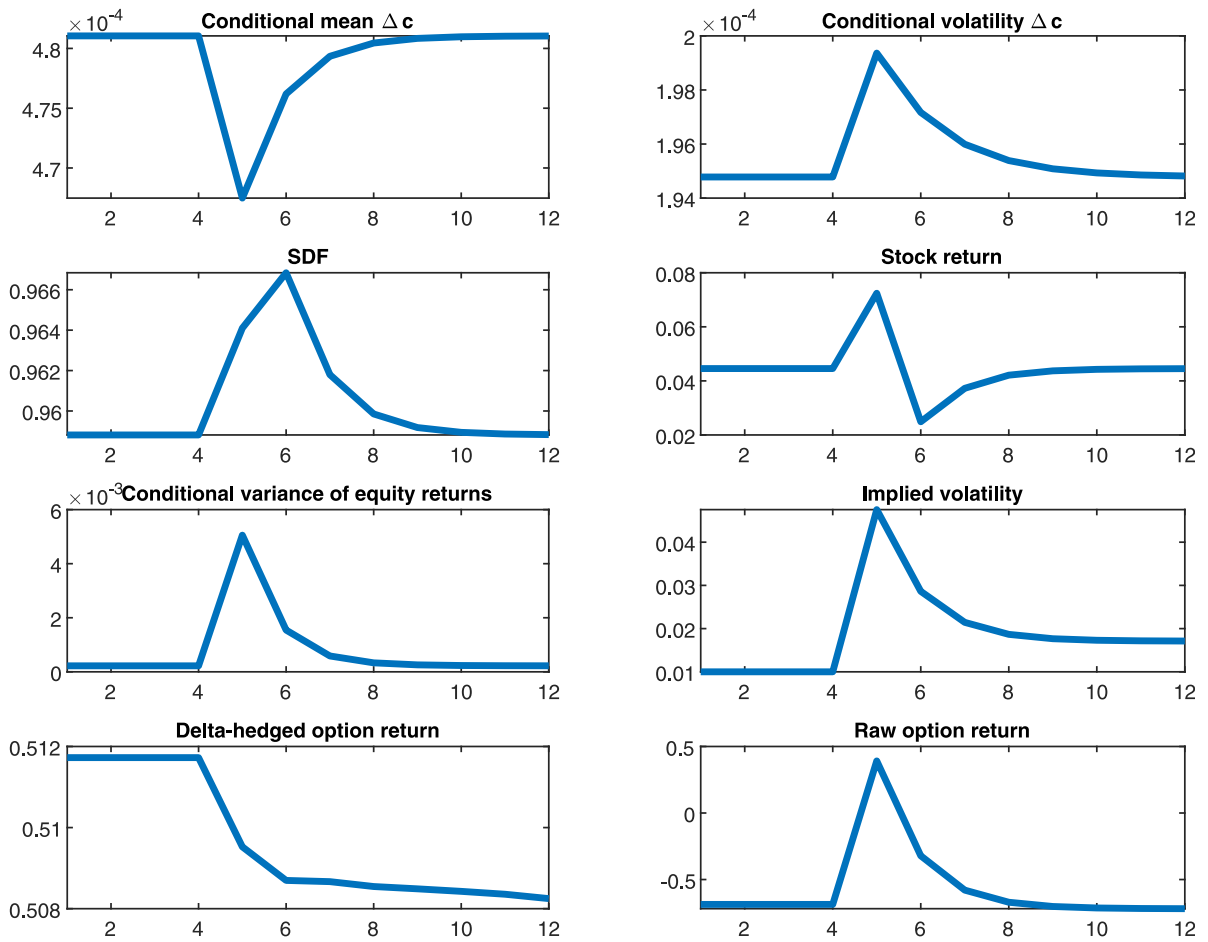 ×10⁻⁴ Conditional mean Δ c
4.8
4.75
4.7
2 4 6 8 10 12
×10⁻⁴ Conditional volatility Δ c
2
1.98
1.96
1.94
2 4 6 8 10 12
SDF
0.966
0.964
0.962
0.96
2 4 6 8 10 12
Stock return
0.08
0.06
0.04
0.02
2 4 6 8 10 12
×10⁻³ Conditional variance of equity returns
6
4
2
0
2 4 6 8 10 12
Implied volatility
0.04
0.03
0.02
0.01
2 4 6 8 10 12
Delta-hedged option return
0.512
0.51
0.508
2 4 6 8 10 12
Raw option return
0.5
0
-0.5
2 4 6 8 10 12